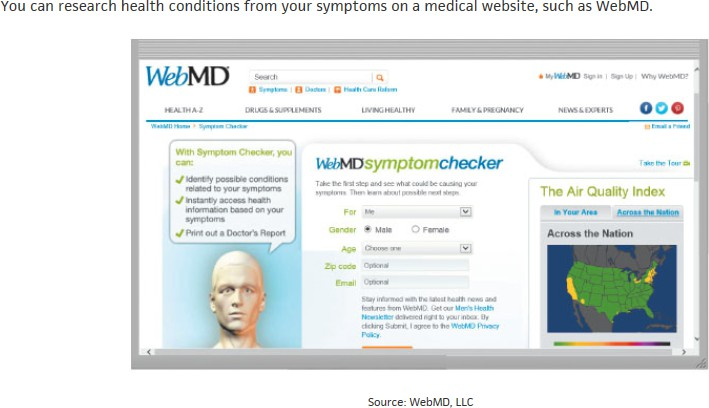 You can research health conditions from your symptoms on a medical website, such as WebMD.
WebMD
Search
Symptoms | Doctors | Health Care Reform
My WebMD Sign in | Sign Up | Why WebMD?
HEALTH A-Z DRUGS & SUPPLEMENTS LIVING HEALTHY FAMILY & PREGNANCY NEWS & EXPERTS
WebMD Home > Symptom Checker
Email a Friend
With Symptom Checker, you
can:
Identify possible conditions
related to your symptoms
Instantly access health
information based on your
symptoms
Print out a Doctor's Report
WebMD symptomchecker
Take the first step and see what could be causing your
symptoms. Then learn about possible next steps.
For Me
Gender Male Female
Age Choose one
Zip code Optional
Email Optional
Stay informed with the latest health news and
features from WebMD. Get our Men's Health
Newsletter delivered right to your inbox. By
clicking Submit, I agree to the WebMD Privacy
Policy.
Take the Tour
The Air Quality Index
In Your Area Across the Nation
Across the Nation
Source: WebMD, LLC